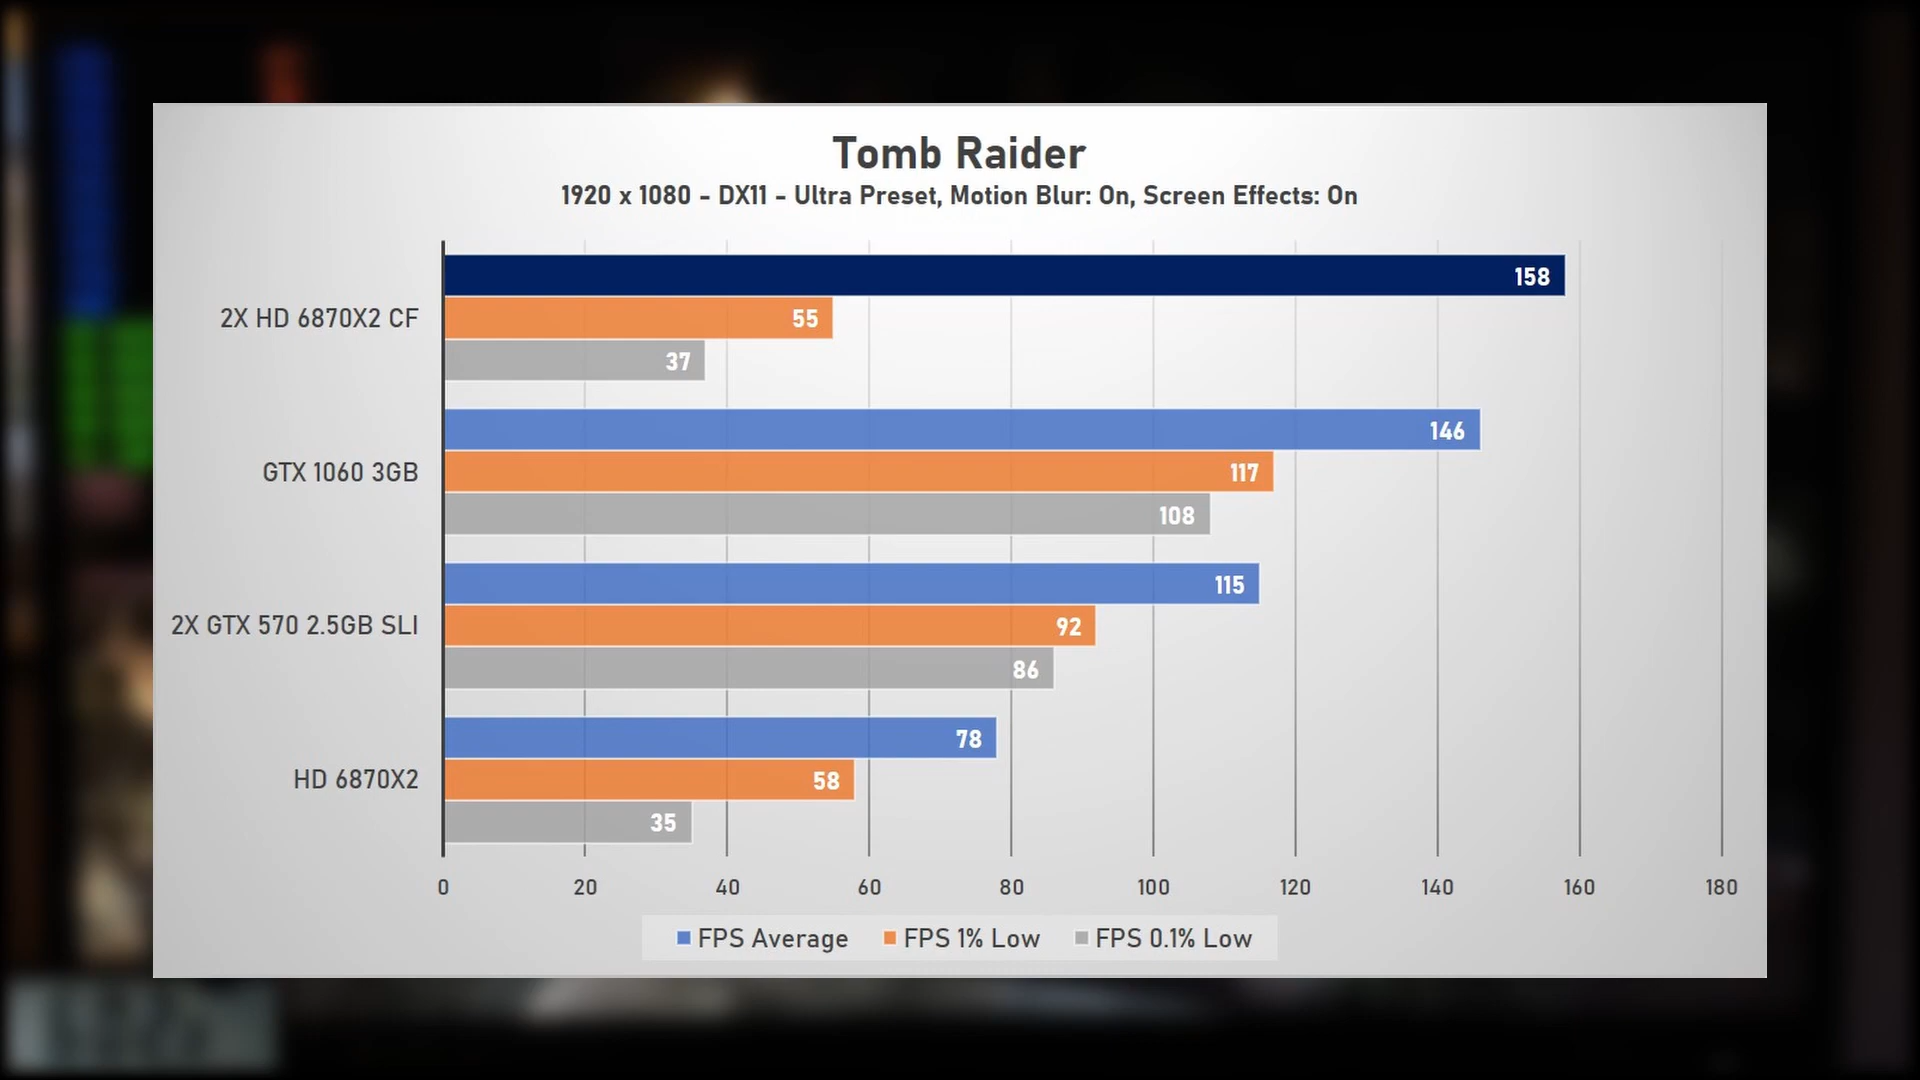 Tomb Raider
1920 x 1080 - DX11 - Ultra Preset, Motion Blur: On, Screen Effects: On
2X HD 6870X2 CF
158
55
37
GTX 1060 3GB
146
117
108
2X GTX 570 2.5GB SLI
115
92
86
HD 6870X2
78
58
35
0 20 40 60 80 100 120 140 160 180
FPS Average FPS 1% Low FPS 0.1% Low